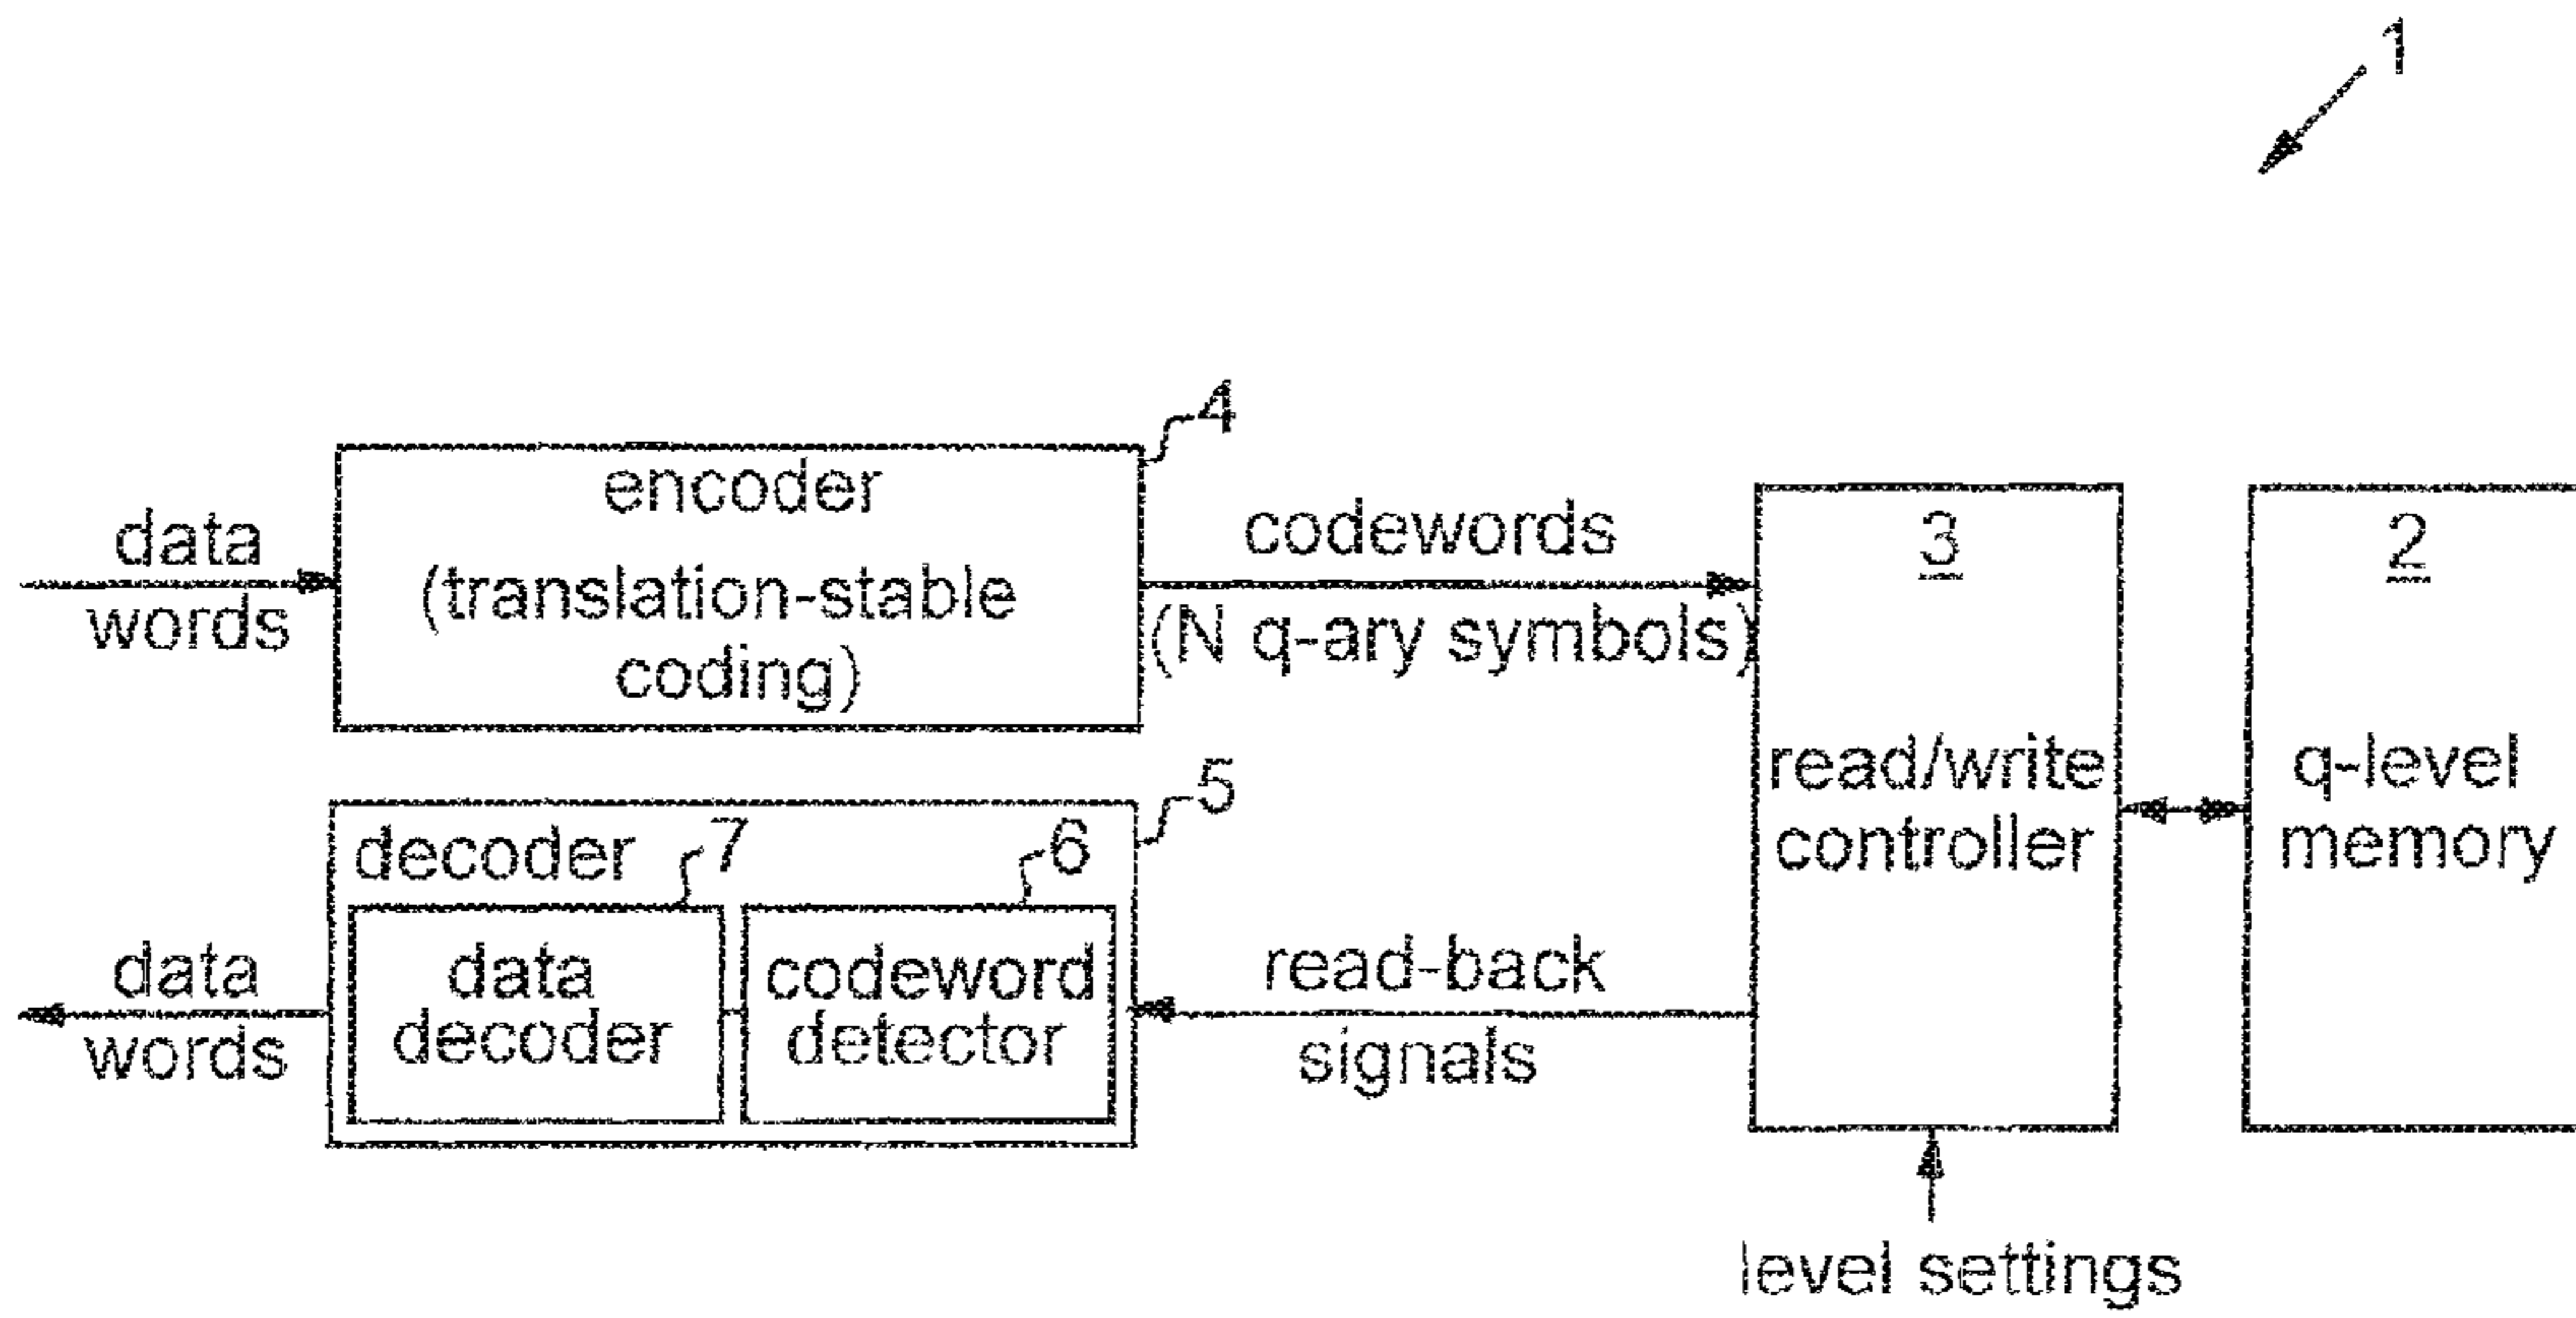 1
4
encoder
(translation-stable
coding)
data
words
codewords
(N q-ary symbols)
3
read/write
controller
2
q-level
memory
5
decoder
7
6
data
decoder
codeword
detector
data
words
read-back
signals
level settings